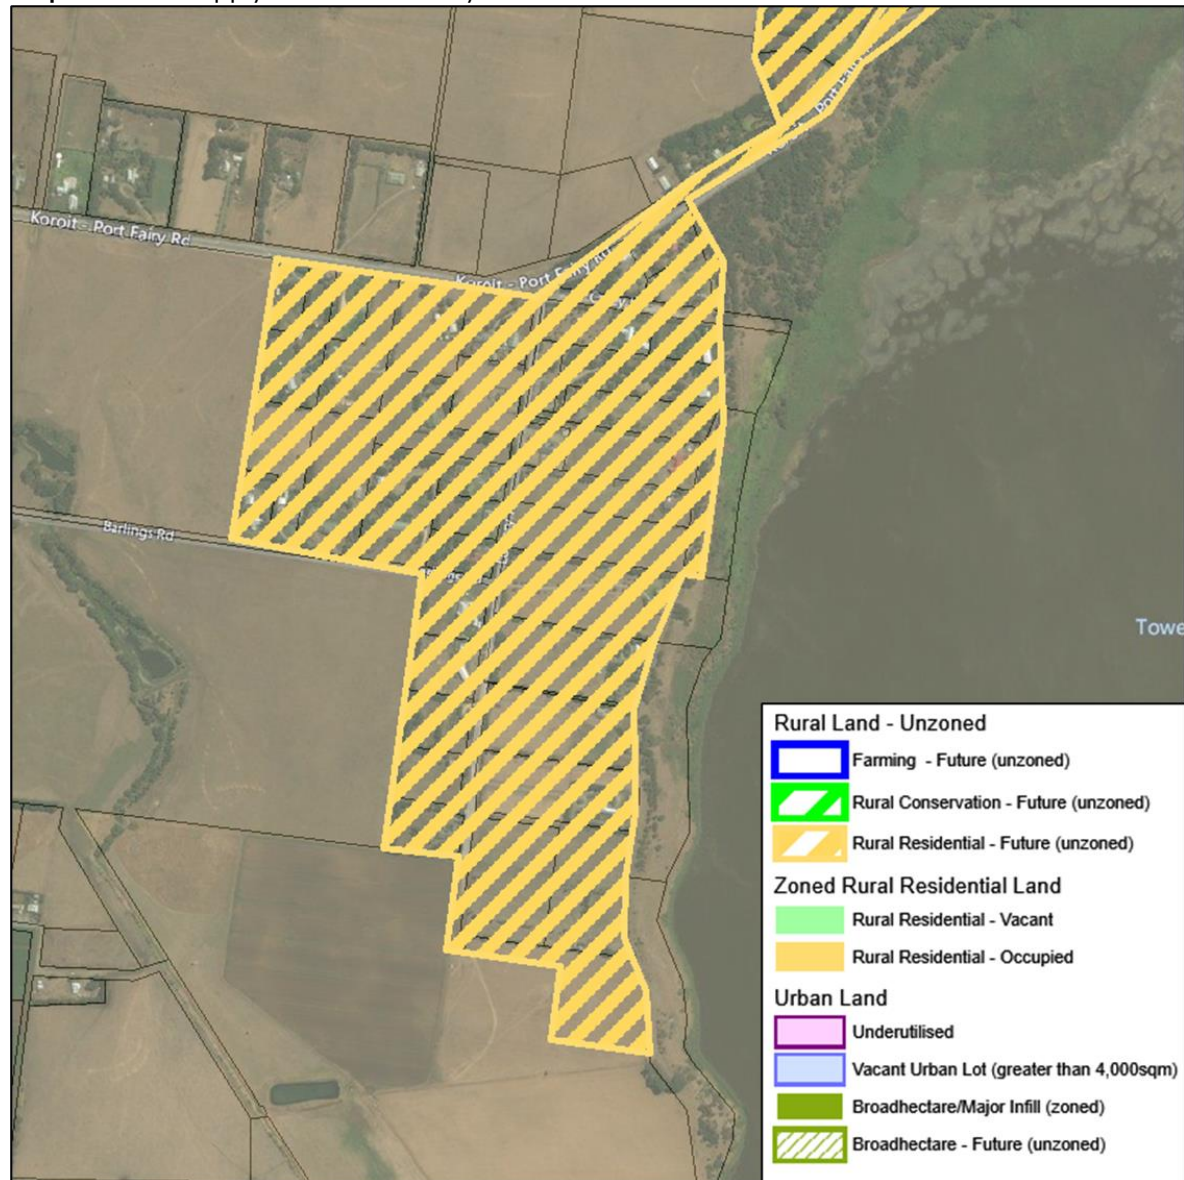 Koroit - Port Fairy Rd
Koroit - Port Fairy Rd
Barlings Rd
Towe
Rural Land - Unzoned
Farming - Future (unzoned)
Rural Conservation - Future (unzoned)
Rural Residential - Future (unzoned)
Zoned Rural Residential Land
Rural Residential - Vacant
Rural Residential - Occupied
Urban Land
Underutilised
Vacant Urban Lot (greater than 4,000sqm)
Broadhectare/Major Infill (zoned)
Broadhectare - Future (unzoned)